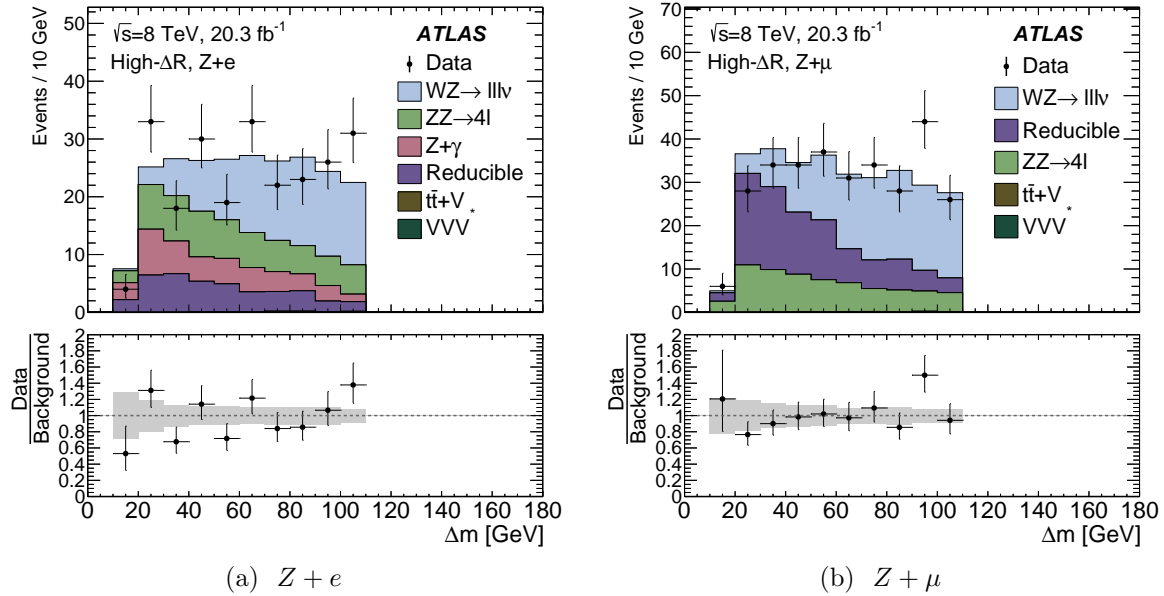 √s=8 TeV, 20.3 fb⁻¹
ATLAS
High-ΔR, Z+e
Data
WZ→ lllν
ZZ→4l
Z+γ
Reducible
tt̄+V
VVV*
Events / 10 GeV
50
40
30
20
10
0
Data
Background
2
1.8
1.6
1.4
1.2
1
0.8
0.6
0.4
0.2
0
0 20 40 60 80 100 120 140 160 180
Δm [GeV]
(a) Z + e
√s=8 TeV, 20.3 fb⁻¹
ATLAS
High-ΔR, Z+μ
Data
WZ→ lllν
Reducible
ZZ→4l
tt̄+V
VVV*
Events / 10 GeV
70
60
50
40
30
20
10
0
Data
Background
2
1.8
1.6
1.4
1.2
1
0.8
0.6
0.4
0.2
0
0 20 40 60 80 100 120 140 160 180
Δm [GeV]
(b) Z + μ